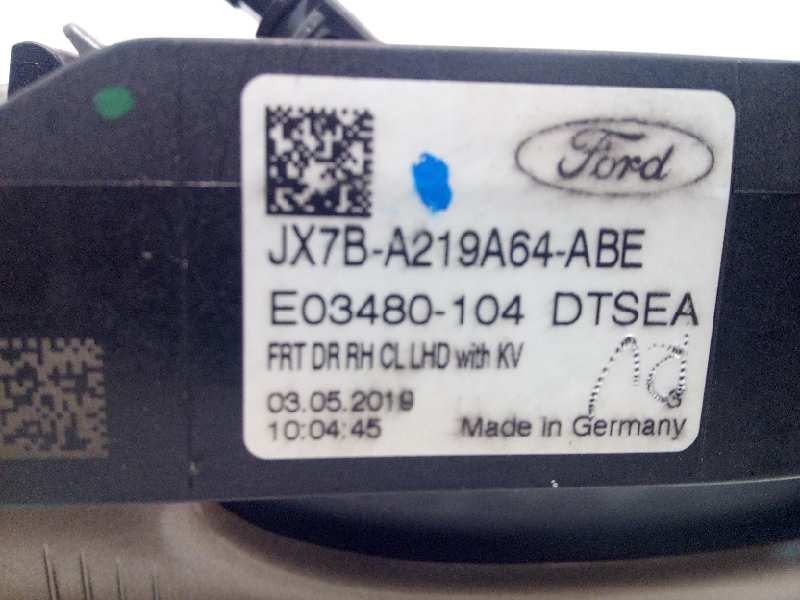 Ford
JX7B-A219A64-ABE
E03480-104 DTSEA
FRT DR RH CL LHD with KV
03.05.2019
10:04:45 Made in Germany